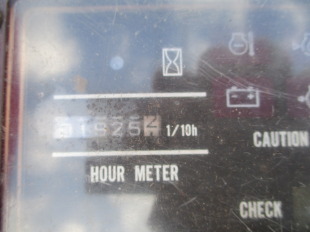 1/10h
CAUTION
HOUR METER
CHECK